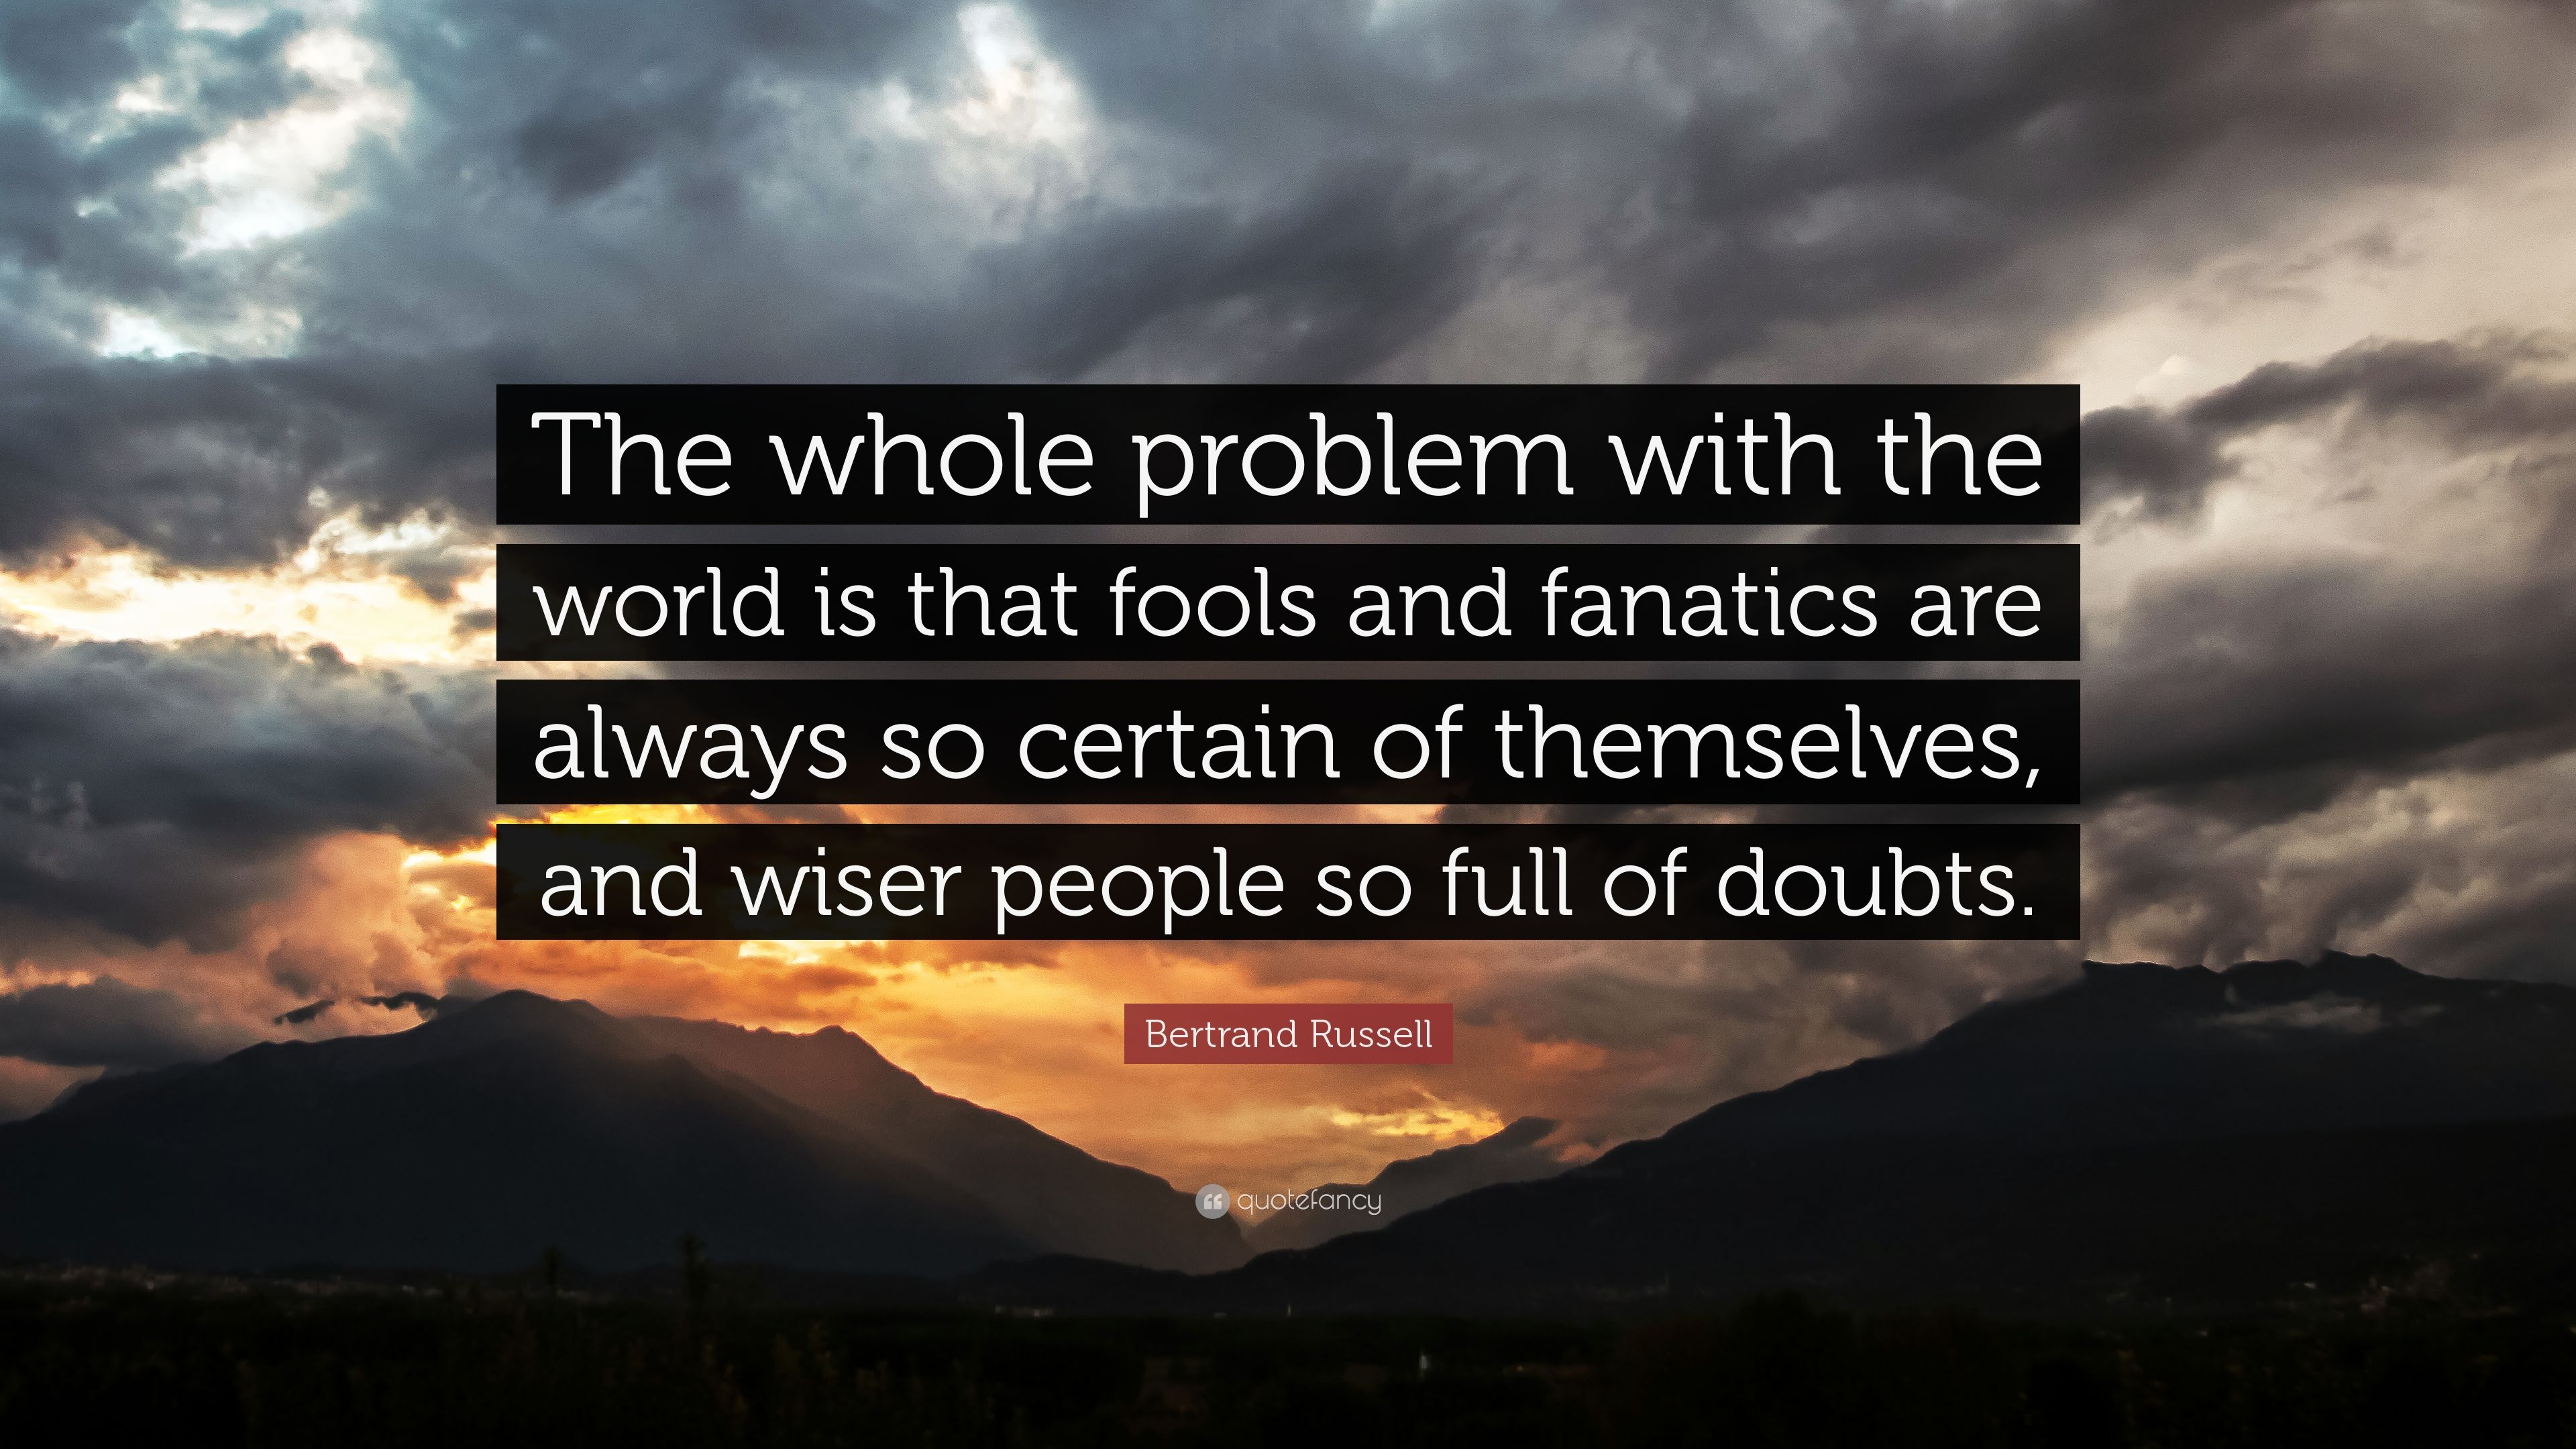 The whole problem with the
world is that fools and fanatics are
always so certain of themselves,
and wiser people so full of doubts.
Bertrand Russell
quotefancy